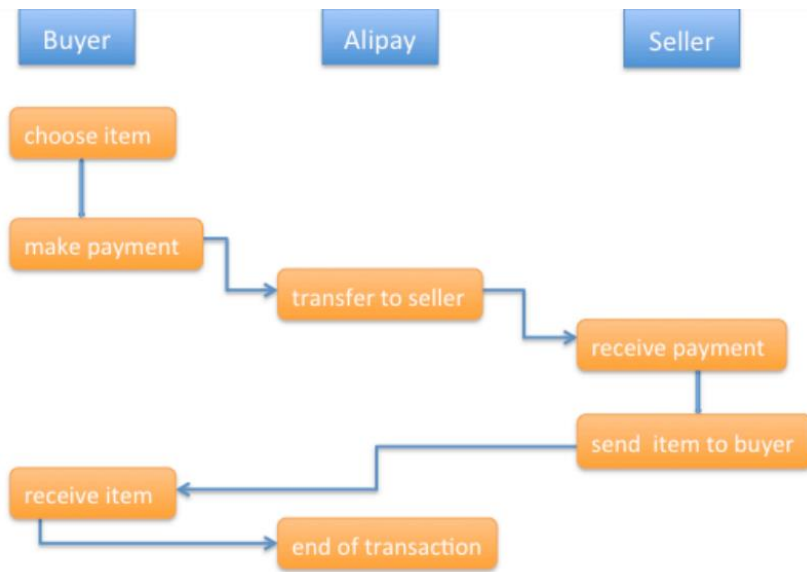 Buyer
Alipay
Seller
choose item
make payment
transfer to seller
receive payment
send item to buyer
receive item
end of transaction